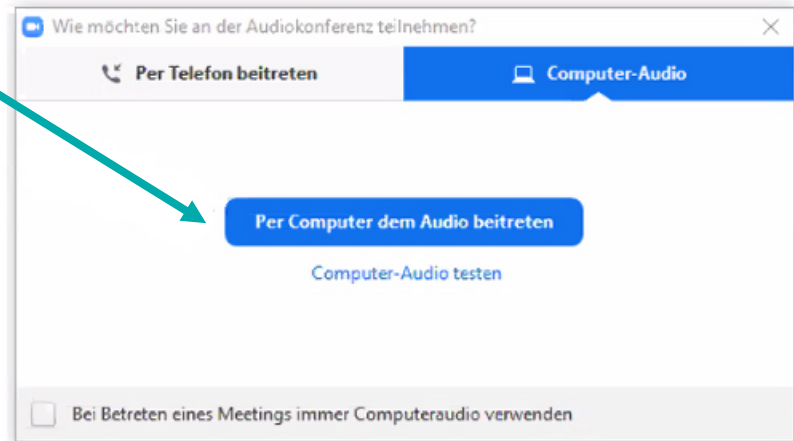 Wie möchten Sie an der Audiokonferenz teilnehmen?
Per Telefon beitreten
Computer-Audio
Per Computer dem Audio beitreten
Computer-Audio testen
Bei Betreten eines Meetings immer Computeraudio verwenden